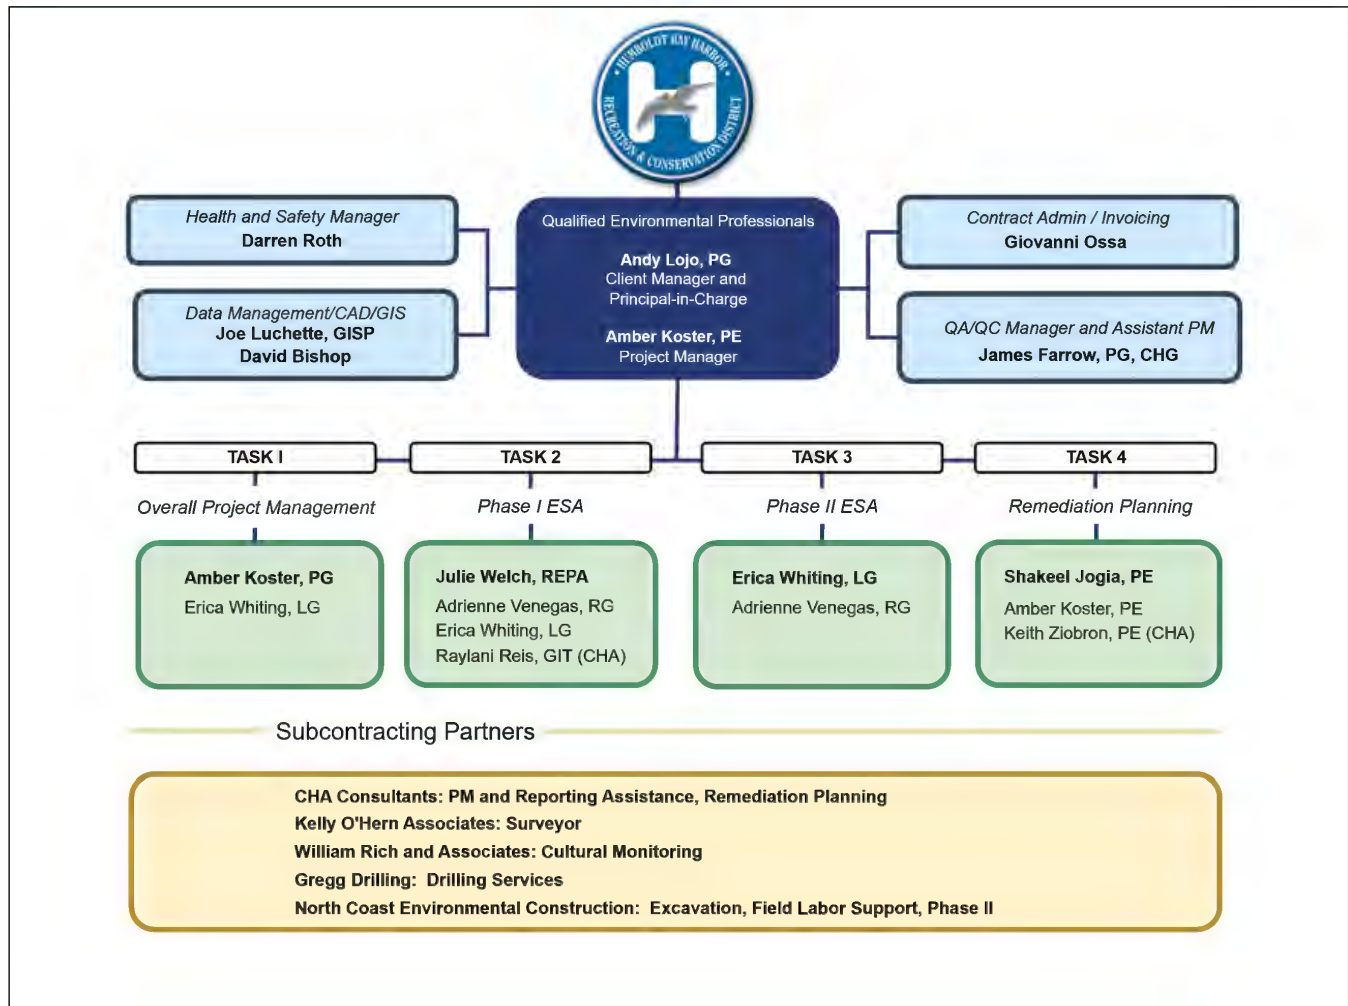 HUMBOLDT BAY HARBOR
RECREATION & CONSERVATION DISTRICT
H
Health and Safety Manager
Darren Roth
Data Management/CAD/GIS
Joe Luchette, GISP
David Bishop
Qualified Environmental Professionals
Andy Lojo, PG
Client Manager and
Principal-in-Charge
Amber Koster, PE
Project Manager
Contract Admin / Invoicing
Giovanni Ossa
QA/QC Manager and Assistant PM
James Farrow, PG, CHG
TASK I
Overall Project Management
Amber Koster, PG
Erica Whiting, LG
TASK 2
Phase I ESA
Julie Welch, REPA
Adrienne Venegas, RG
Erica Whiting, LG
Raylani Reis, GIT (CHA)
TASK 3
Phase II ESA
Erica Whiting, LG
Adrienne Venegas, RG
TASK 4
Remediation Planning
Shakeel Jogia, PE
Amber Koster, PE
Keith Ziobron, PE (CHA)
Subcontracting Partners
CHA Consultants: PM and Reporting Assistance, Remediation Planning
Kelly O'Hern Associates: Surveyor
William Rich and Associates: Cultural Monitoring
Gregg Drilling: Drilling Services
North Coast Environmental Construction: Excavation, Field Labor Support, Phase II